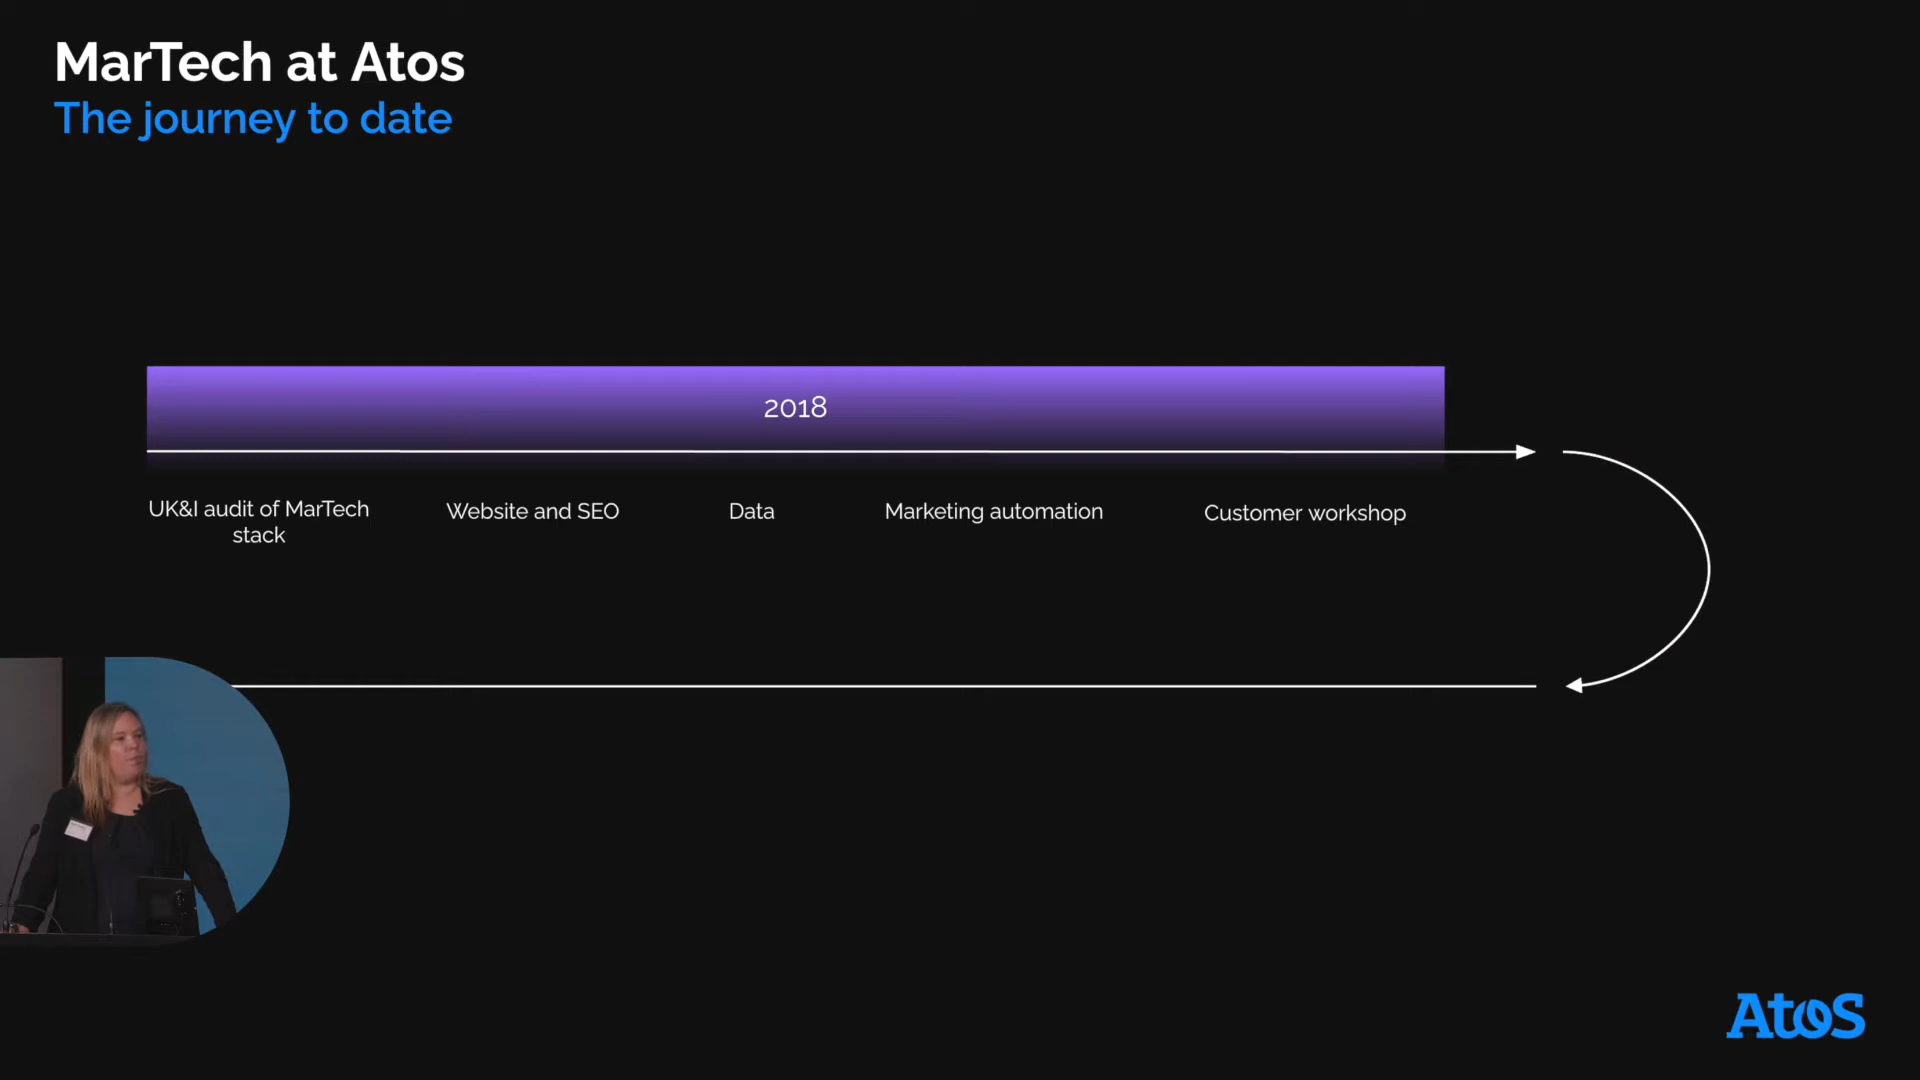 MarTech at Atos
The journey to date
2018
UK&I audit of MarTech
stack
Website and SEO
Data
Marketing automation
Customer workshop
Atos